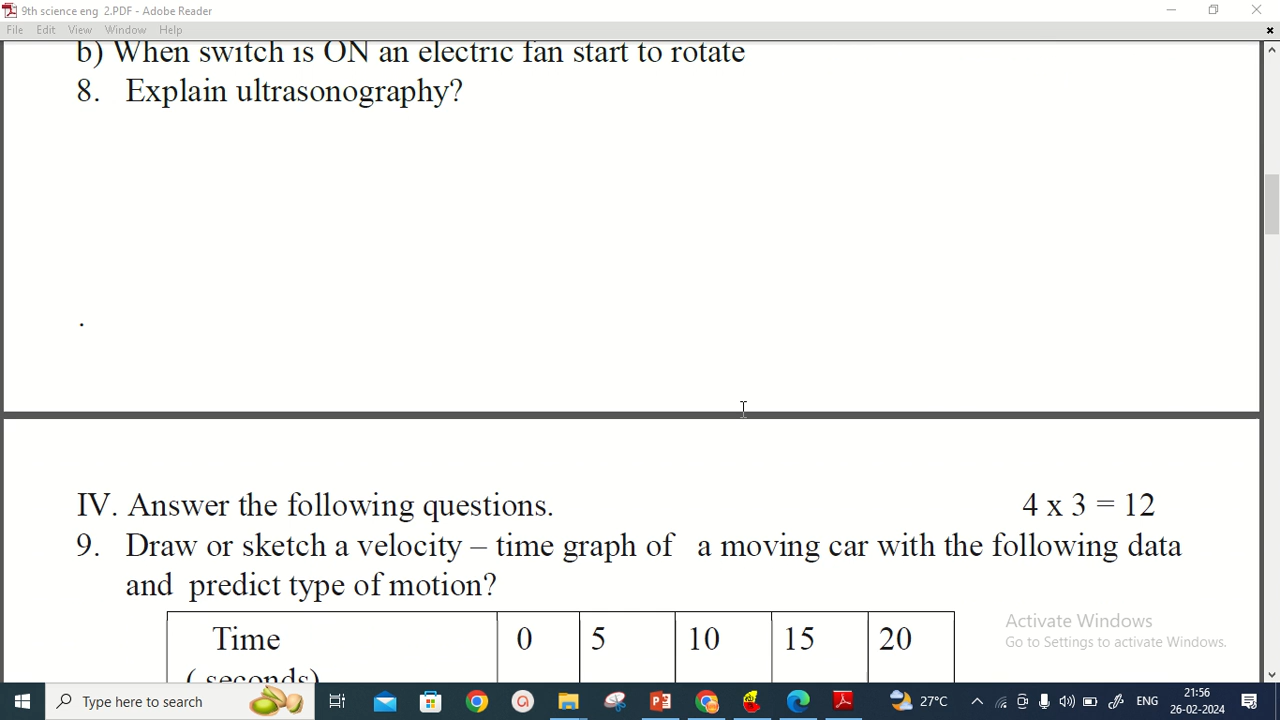 9th science eng  2.PDF - Adobe Reader
File Edit View Window Help
b) When switch is ON an electric fan start to rotate
8. Explain ultrasonography?
.
IV. Answer the following questions. 4 x 3 = 12
9. Draw or sketch a velocity – time graph of a moving car with the following data
and predict type of motion?
Time 0 5 10 15 20
( seconds)
Activate Windows
Go to Settings to activate Windows.
Type here to search
27°C
ENG
21:56
26-02-2024